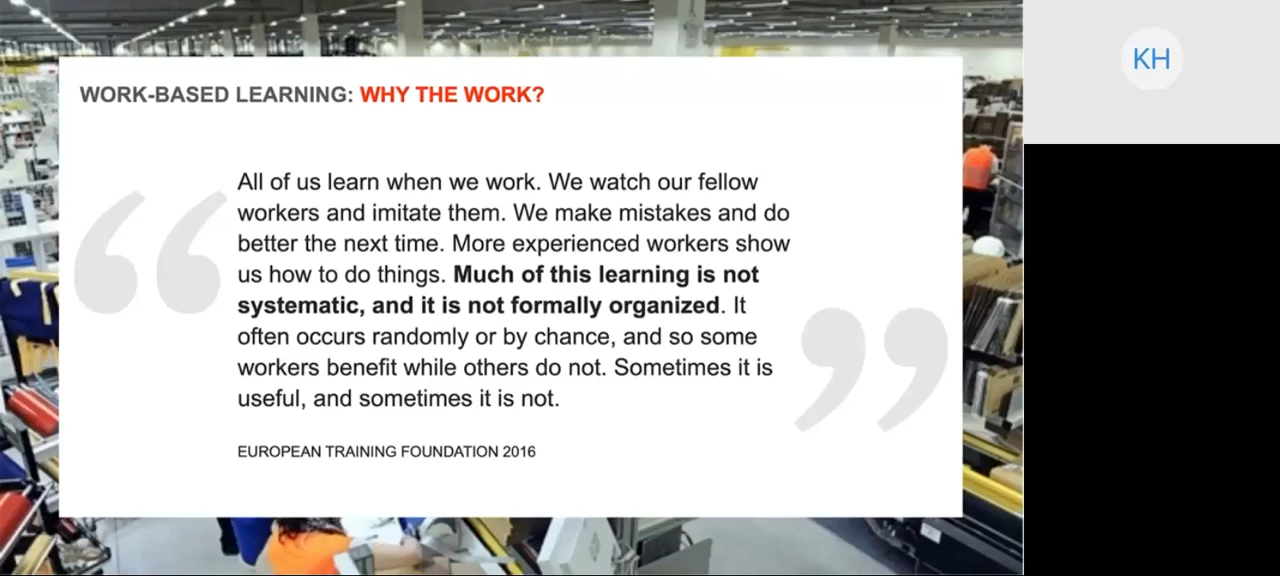 WORK-BASED LEARNING: WHY THE WORK?
All of us learn when we work. We watch our fellow
workers and imitate them. We make mistakes and do
better the next time. More experienced workers show
us how to do things. Much of this learning is not
systematic, and it is not formally organized. It
often occurs randomly or by chance, and so some
workers benefit while others do not. Sometimes it is
useful, and sometimes it is not.
EUROPEAN TRAINING FOUNDATION 2016
KH